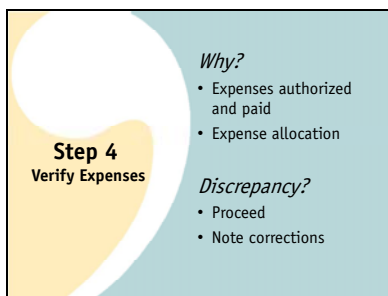 Step 4
Verify Expenses
Why?
• Expenses authorized
and paid
• Expense allocation
Discrepancy?
• Proceed
• Note corrections